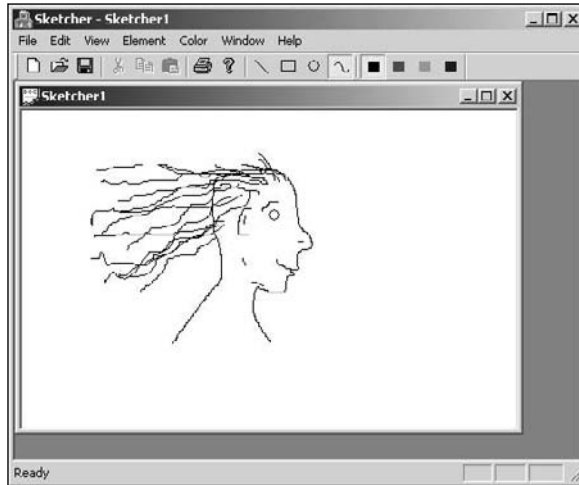 Sketcher - Sketcher1
File Edit View Element Color Window Help
Sketcher1
Ready